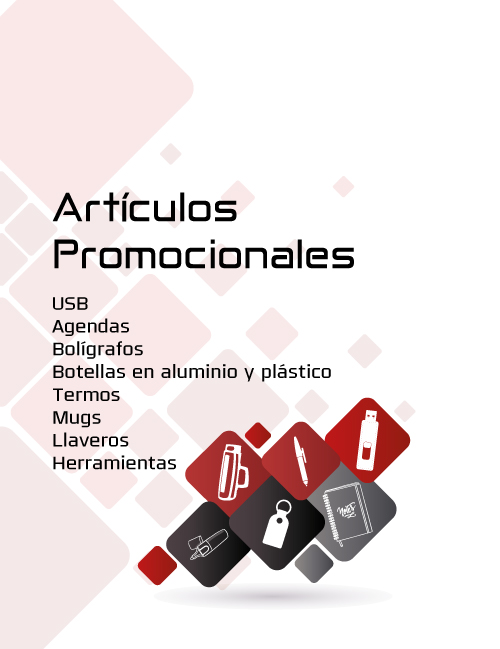 Artículos
Promocionales
USB
Agendas
Bolígrafos
Botellas en aluminio y plástico
Termos
Mugs
Llaveros
Herramientas